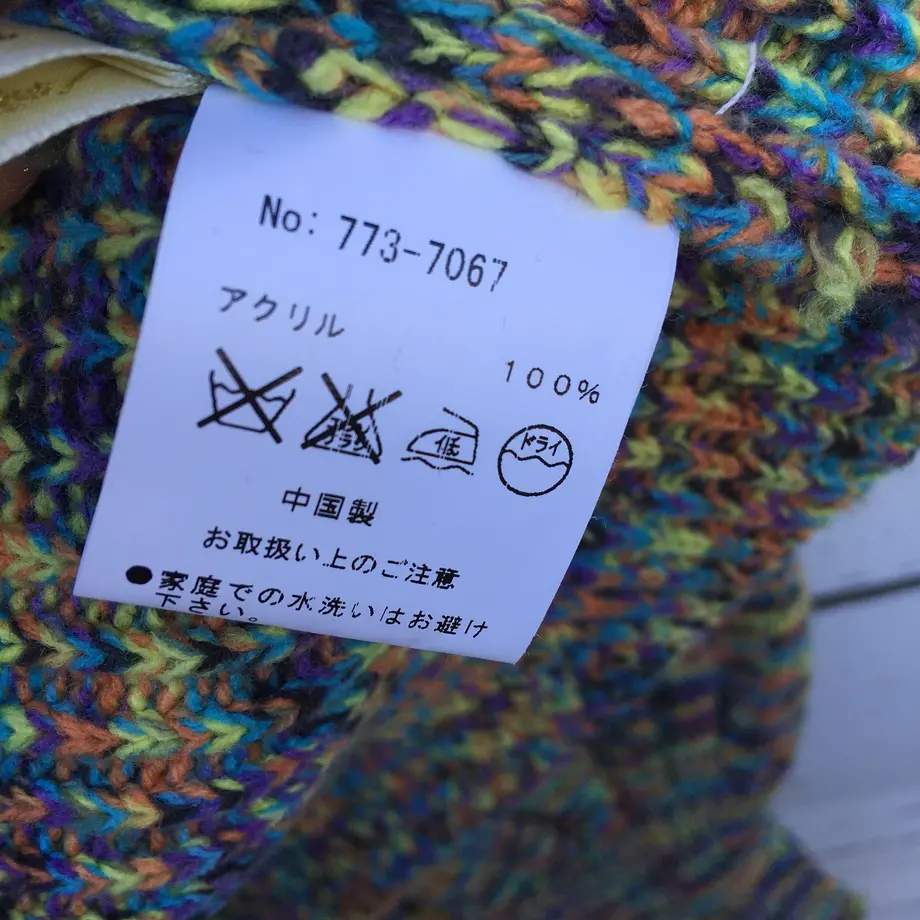 No: 773-7067
アクリル
100%
低 ドライ
中国製
お取扱い上のご注意
●家庭での水洗いはお避け
下さい。